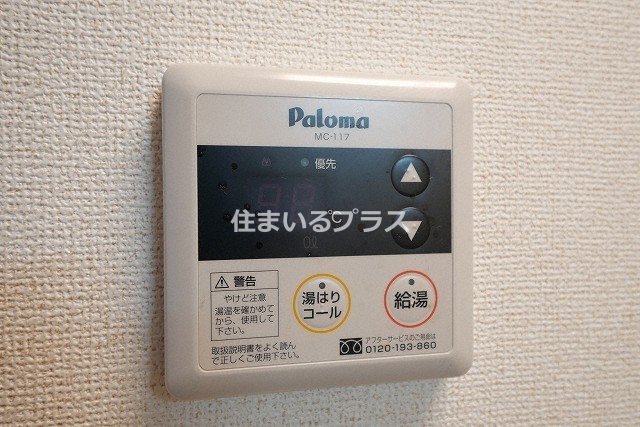 Paloma
MC-117
優先
℃
住まいるプラス
警告
やけど注意
湯温を確かめて
から、使用して
下さい。
取扱説明書をよく読ん
で正しくご使用下さい。
湯はり
コール
給湯
アフターサービスのご用命は
0120-193-860